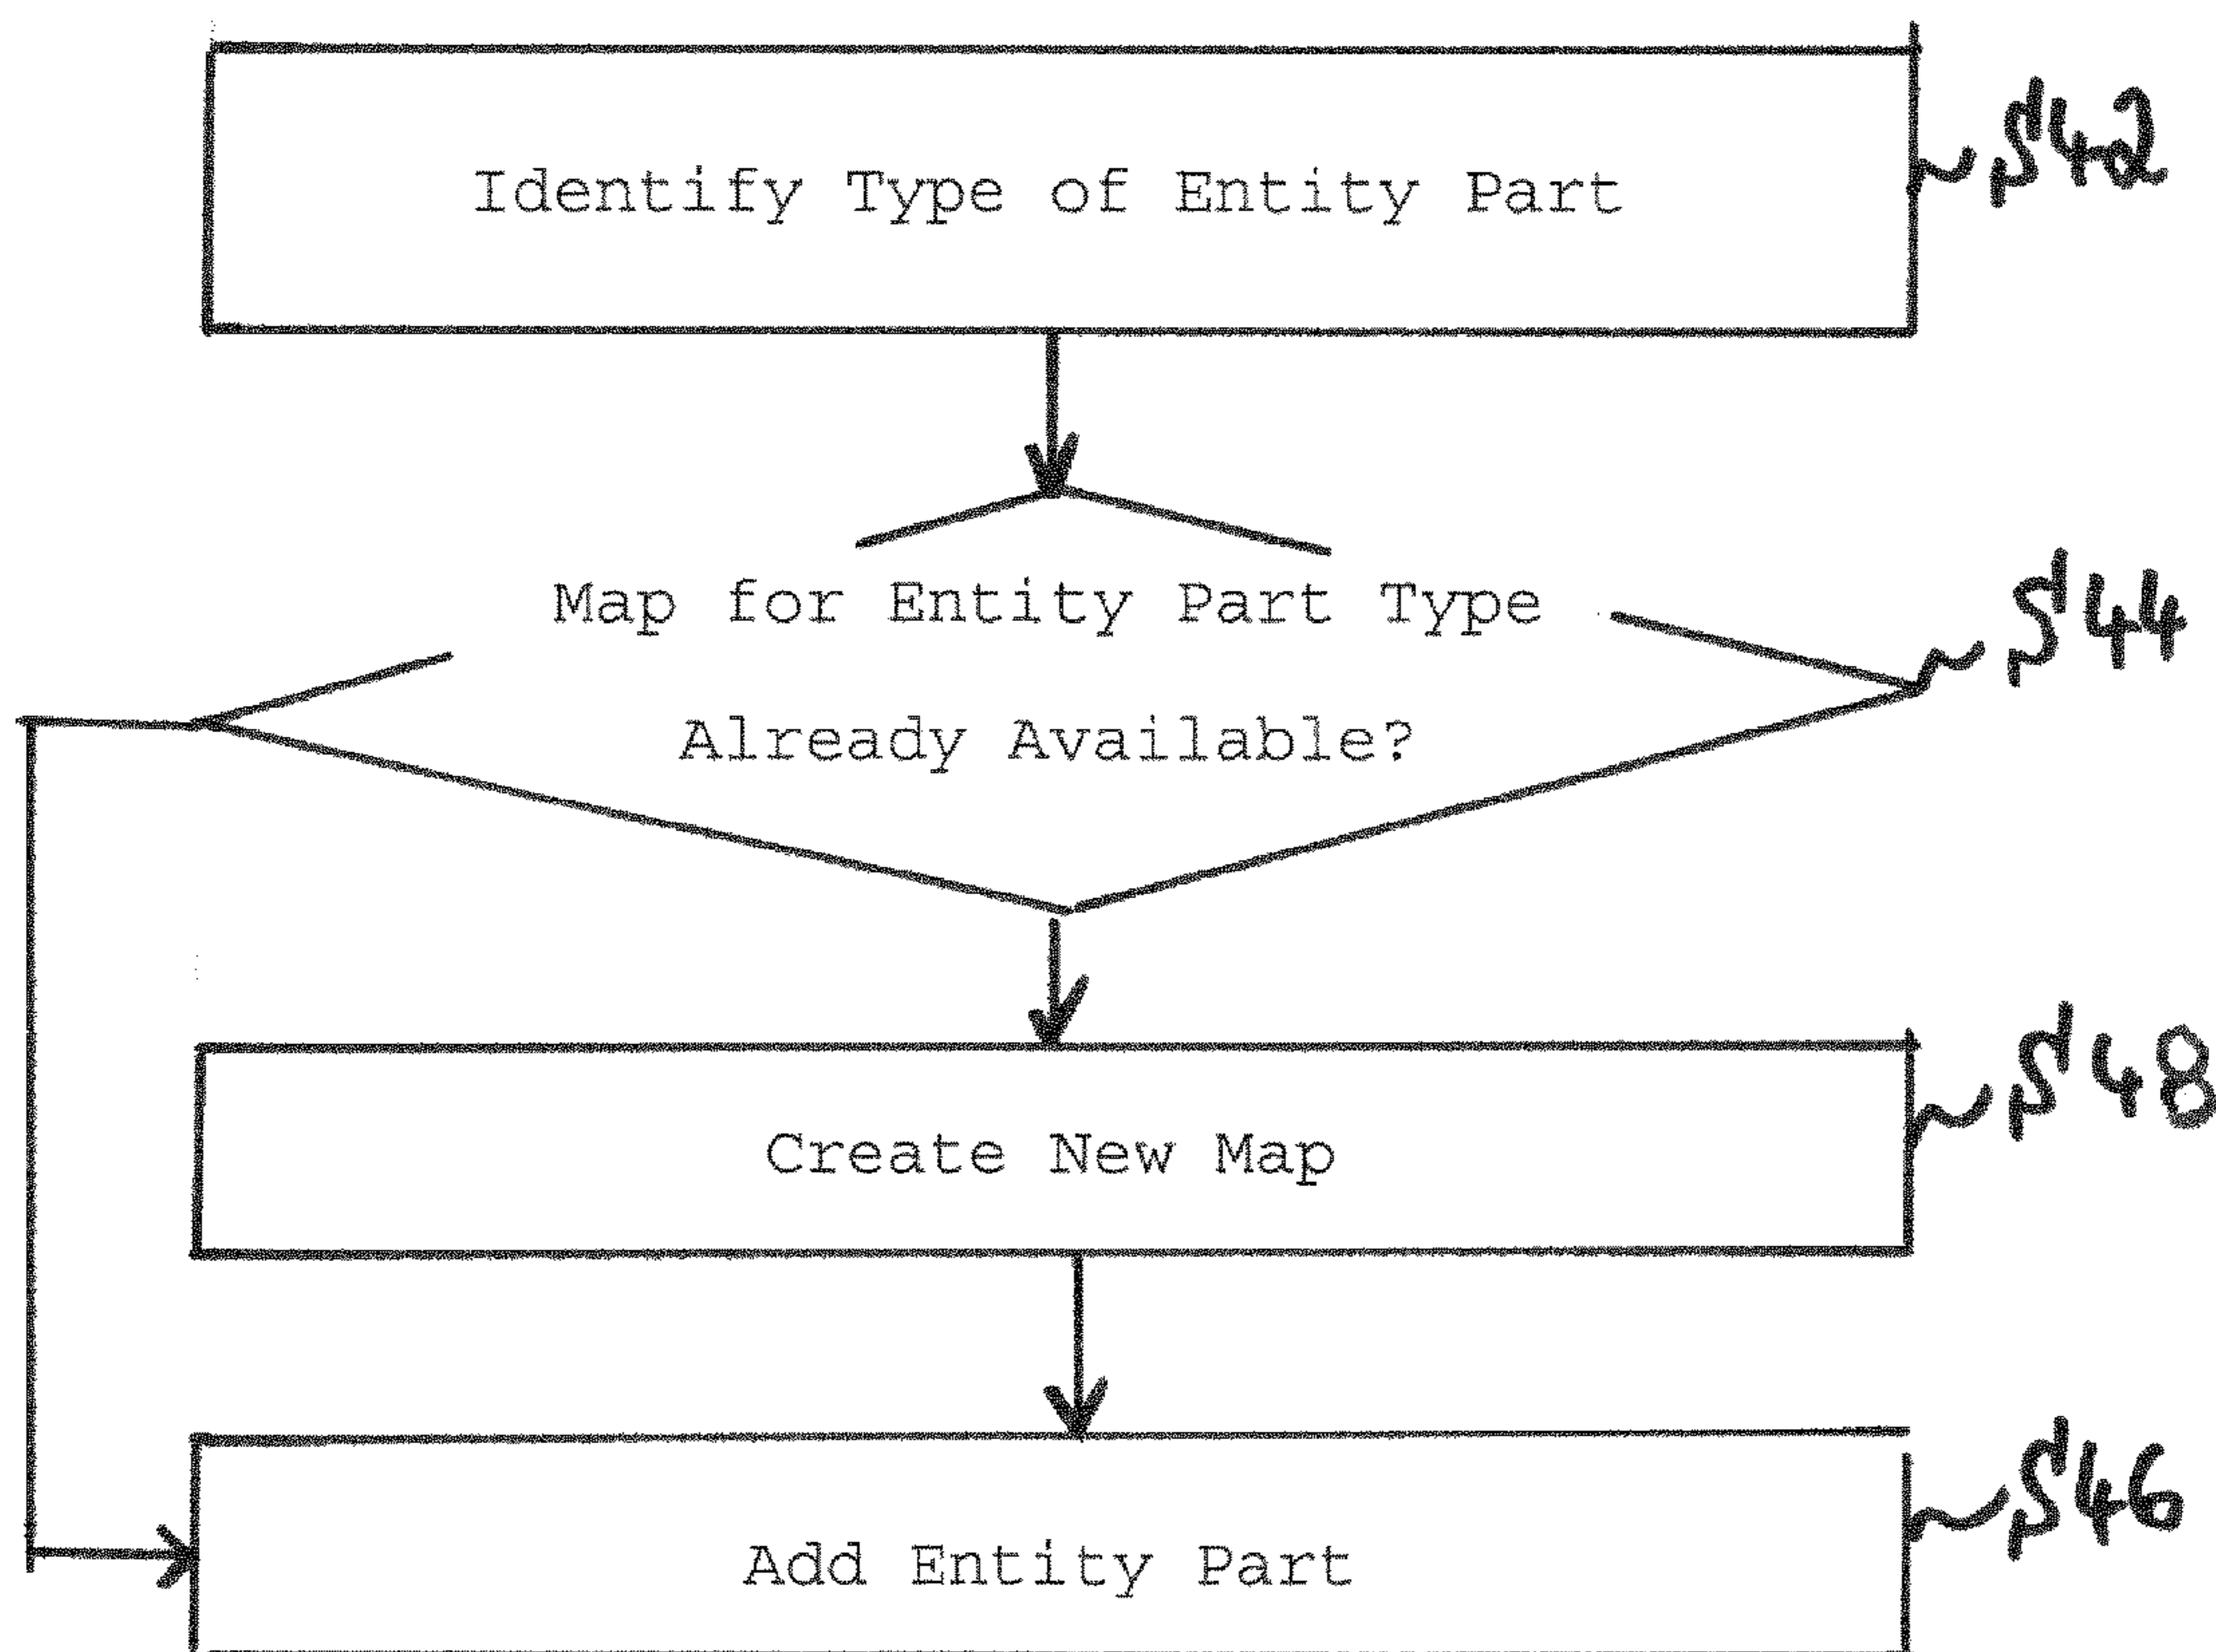 Identify Type of Entity Part
S42
Map for Entity Part Type
S44
Already Available?
Create New Map
S48
Add Entity Part
S46